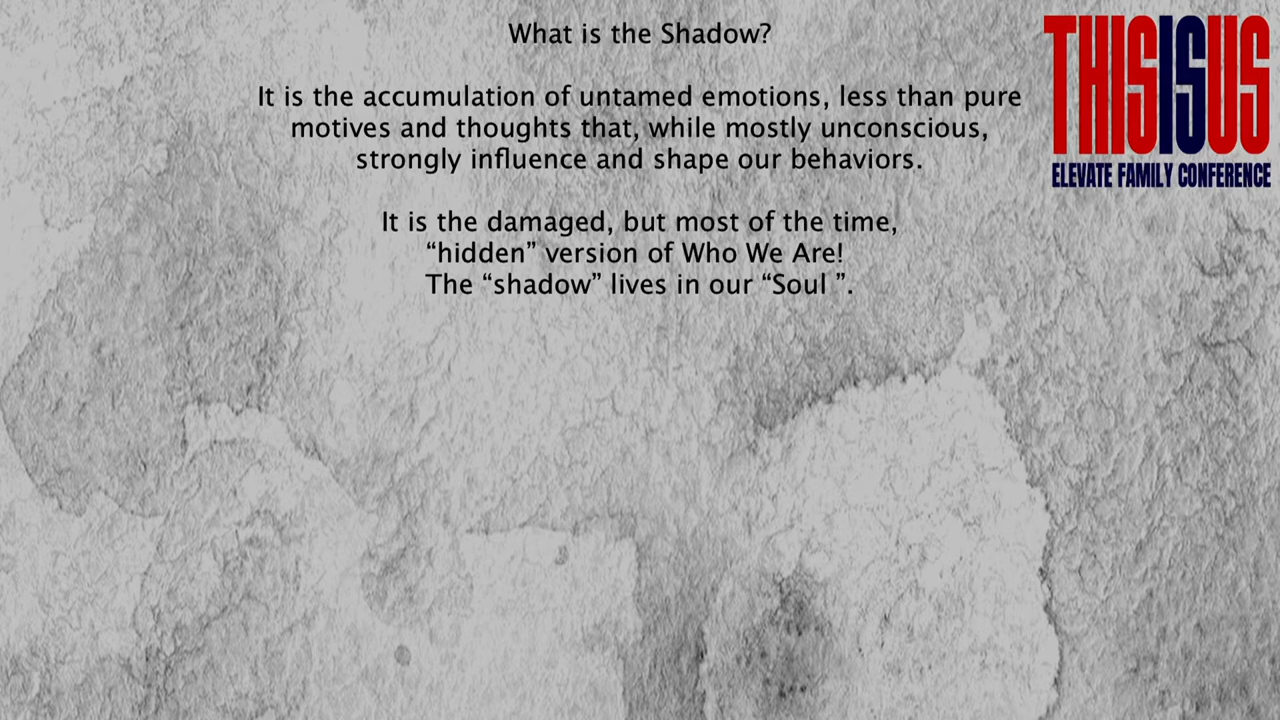 What is the Shadow?
It is the accumulation of untamed emotions, less than pure
motives and thoughts that, while mostly unconscious,
strongly influence and shape our behaviors.
It is the damaged, but most of the time,
“hidden” version of Who We Are!
The “shadow” lives in our “Soul ”.
THISISUS
ELEVATE FAMILY CONFERENCE